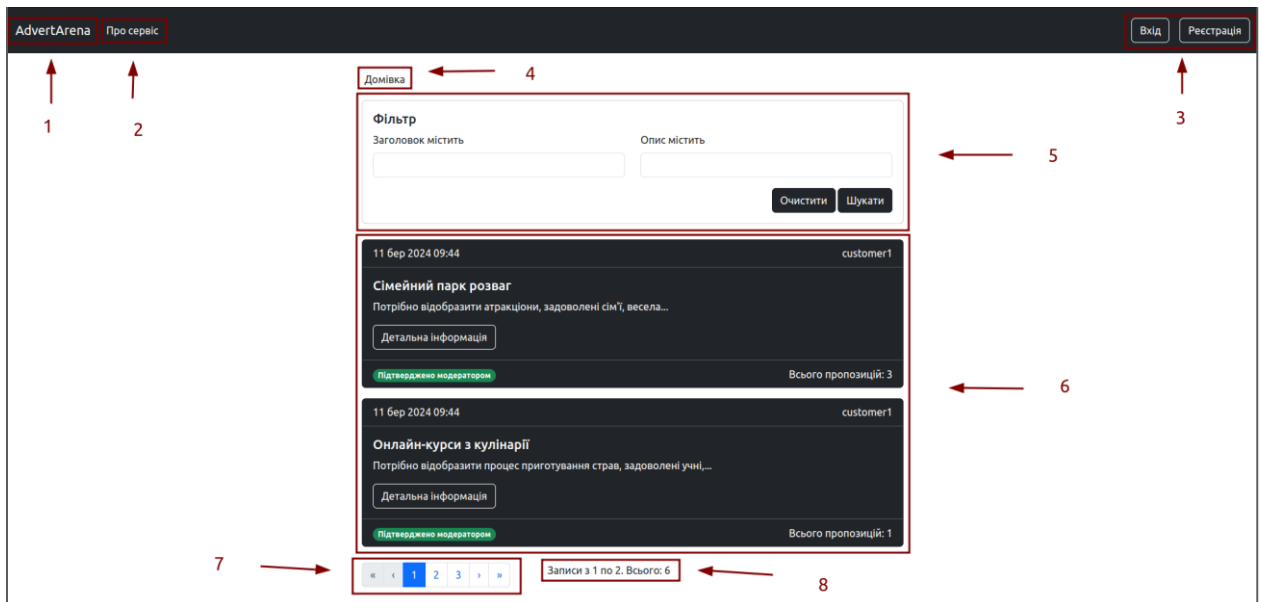 AdvertArena Про сервіс Вхід Реєстрація
1
2
3
Домівка
4
Фільтр
Заголовок містить Опис містить
5
Очистити Шукати
11 бер 2024 09:44 customer1
Сімейний парк розваг
Потрібно відобразити атракціони, задоволені сім'ї, весела...
Детальна інформація
Підтверджено модератором Всього пропозицій: 3
6
11 бер 2024 09:44 customer1
Онлайн-курси з кулінарії
Потрібно відобразити процес приготування страв, задоволені учні,...
Детальна інформація
Підтверджено модератором Всього пропозицій: 1
7
« ‹ 1 2 3 › »
Записи з 1 по 2. Всього: 6
8